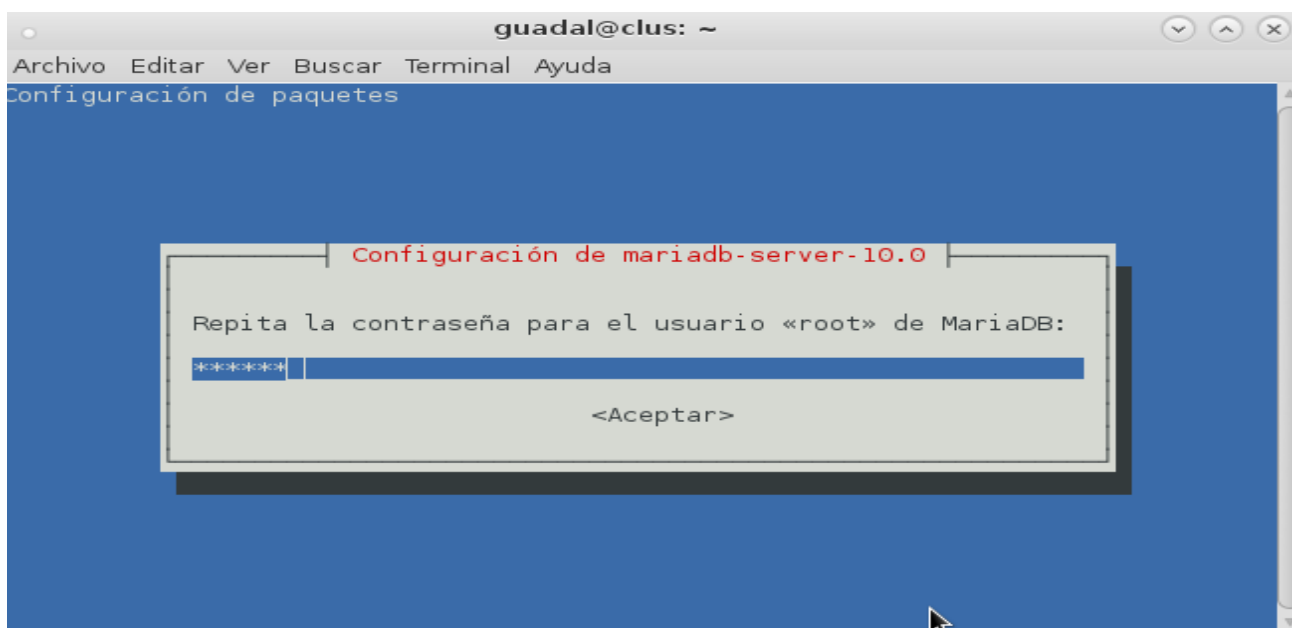 guadal@clus: ~
Archivo Editar Ver Buscar Terminal Ayuda
Configuración de paquetes
Configuración de mariadb-server-10.0
Repita la contraseña para el usuario «root» de MariaDB:
******
<Aceptar>